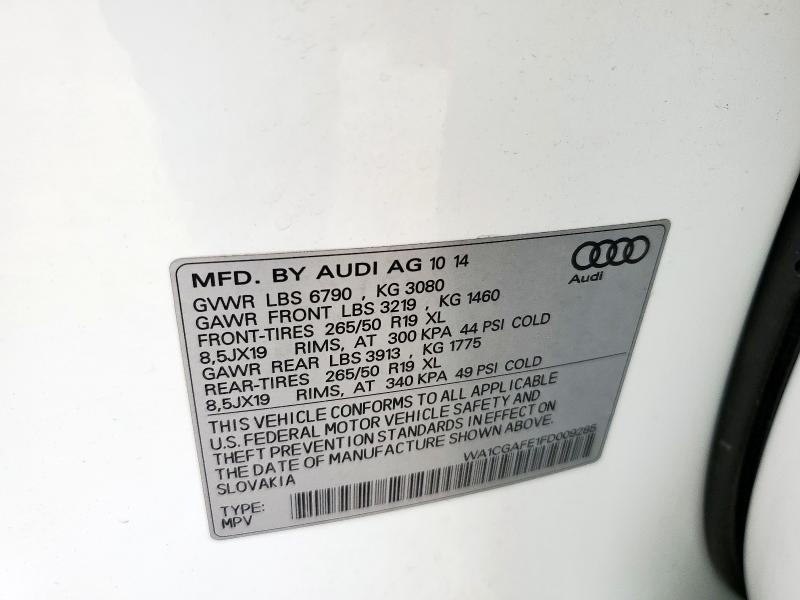 MFD. BY AUDI AG 10 14
Audi
GVWR LBS 6790 , KG 3080
GAWR FRONT LBS 3219 , KG 1460
FRONT-TIRES 265/50 R19 XL
8,5JX19 RIMS, AT 300 KPA 44 PSI COLD
GAWR REAR LBS 3913 , KG 1775
REAR-TIRES 265/50 R19 XL
8,5JX19 RIMS, AT 340 KPA 49 PSI COLD
THIS VEHICLE CONFORMS TO ALL APPLICABLE
U.S. FEDERAL MOTOR VEHICLE SAFETY AND
THEFT PREVENTION STANDARDS IN EFFECT ON
THE DATE OF MANUFACTURE SHOWN ABOVE.
SLOVAKIA
WA1CGAFE1FD009285
TYPE:
MPV